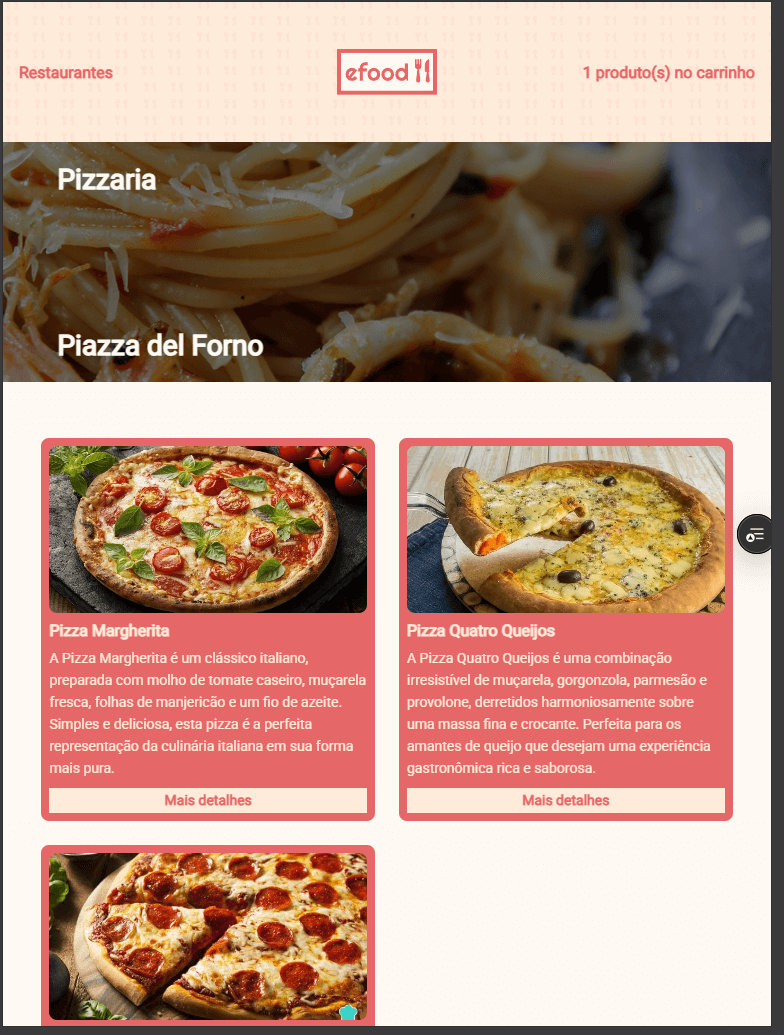 Restaurantes
efood
1 produto(s) no carrinho
Pizzaria
Piazza del Forno
Pizza Margherita
A Pizza Margherita é um clássico italiano,
preparada com molho de tomate caseiro, muçarela
fresca, folhas de manjericão e um fio de azeite.
Simples e deliciosa, esta pizza é a perfeita
representação da culinária italiana em sua forma
mais pura.
Mais detalhes
Pizza Quatro Queijos
A Pizza Quatro Queijos é uma combinação
irresistível de muçarela, gorgonzola, parmesão e
provolone, derretidos harmoniosamente sobre
uma massa fina e crocante. Perfeita para os
amantes de queijo que desejam uma experiência
gastronômica rica e saborosa.
Mais detalhes